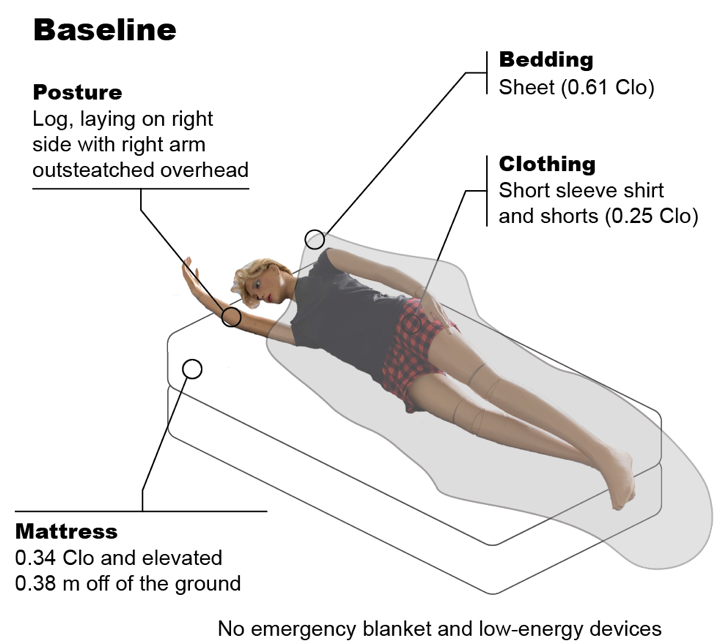 Baseline
Posture
Log, laying on right
side with right arm
outsteatched overhead
Bedding
Sheet (0.61 Clo)
Clothing
Short sleeve shirt
and shorts (0.25 Clo)
Mattress
0.34 Clo and elevated
0.38 m off of the ground
No emergency blanket and low-energy devices